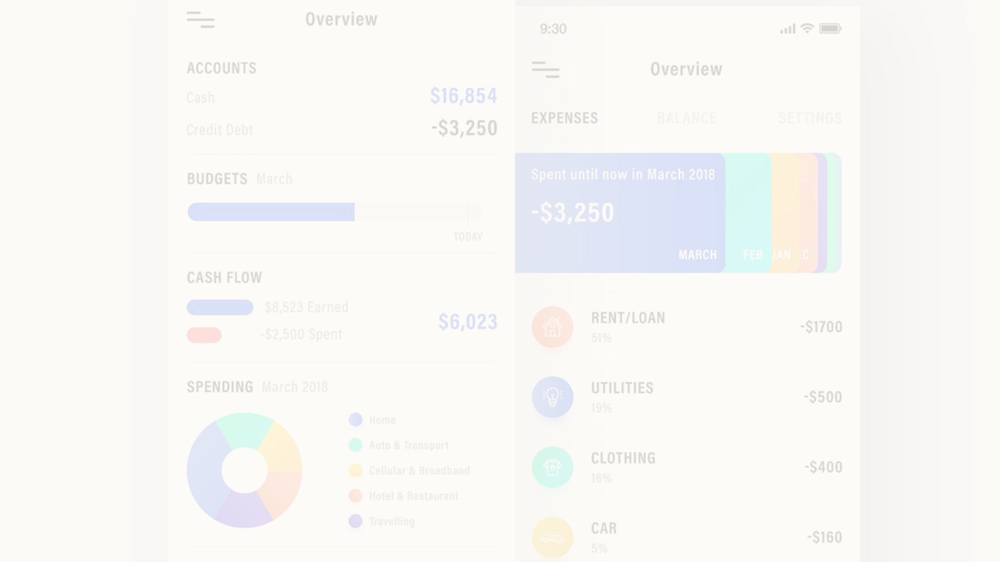 Overview
ACCOUNTS
Cash $16,854
Credit Debt -$3,250
BUDGETS March
TODAY
CASH FLOW
$8,523 Earned
$6,023
-$2,500 Spent
SPENDING March 2018
Home
Auto & Transport
Cellular & Broadband
Hotel & Restaurant
Travelling
9:30
Overview
EXPENSES BALANCE SETTINGS
Spent until now in March 2018
-$3,250
MARCH FEB JAN EC
RENT/LOAN
51%
-$1700
UTILITIES
19%
-$500
CLOTHING
16%
-$400
CAR
5%
-$160